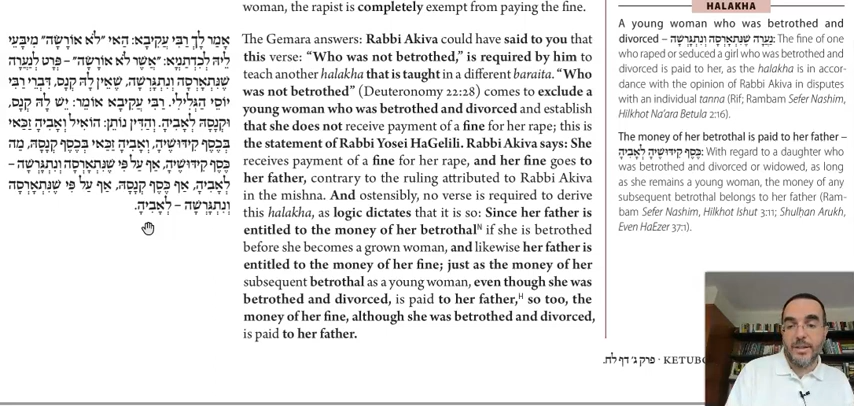 woman, the rapist is completely exempt from paying the fine.
אָמַר לָךְ רַבִּי עֲקִיבָא: הַאי ״לֹא אוֹרָשָׂה״ מִיבָּעֵי
לֵיהּ לְכִדְתַנְיָא: ״אֲשֶׁר לֹא אוֹרָשָׂה״ – פְּרָט לְנַעֲרָה
שֶׁנִּתְאָרְסָה וְנִתְגָּרְשָׁה, שֶׁאֵין לָהּ קְנָס, דִּבְרֵי רַבִּי
יוֹסֵי הַגְּלִילִי. רַבִּי עֲקִיבָא אוֹמֵר: יֵשׁ לָהּ קְנָס,
וּקְנָסָהּ לְאָבִיהָ. וְהַדִּין נוֹתֵן: הוֹאִיל וְאָבִיהָ זַכַּאי
בְּכֶסֶף קִידּוּשֶׁיהָ, וְאָבִיהָ זַכַּאי בְּכֶסֶף קְנָסָהּ, מַה
כֶּסֶף קִידּוּשֶׁיהָ, אַף עַל פִּי שֶׁנִּתְאָרְסָה וְנִתְגָּרְשָׁה –
לְאָבִיהָ, אַף כֶּסֶף קְנָסָהּ, אַף עַל פִּי שֶׁנִּתְאָרְסָה
וְנִתְגָּרְשָׁה – לְאָבִיהָ.
The Gemara answers: Rabbi Akiva could have said to you that
this verse: “Who was not betrothed,” is required by him to
teach another halakha that is taught in a different baraita. “Who
was not betrothed” (Deuteronomy 22:28) comes to exclude a
young woman who was betrothed and divorced and establish
that she does not receive payment of a fine for her rape; this is
the statement of Rabbi Yosei HaGelili. Rabbi Akiva says: She
receives payment of a fine for her rape, and her fine goes to
her father, contrary to the ruling attributed to Rabbi Akiva
in the mishna. And ostensibly, no verse is required to derive
this halakha, as logic dictates that it is so: Since her father is
entitled to the money of her betrothalᴺ if she is betrothed
before she becomes a grown woman, and likewise her father is
entitled to the money of her fine; just as the money of her
subsequent betrothal as a young woman, even though she was
betrothed and divorced, is paid to her father,ᴴ so too, the
money of her fine, although she was betrothed and divorced,
is paid to her father.
HALAKHA
A young woman who was betrothed and
divorced – נַעֲרָה שֶׁנִּתְאָרְסָה וְנִתְגָּרְשָׁה: The fine of one
who raped or seduced a girl who was betrothed and
divorced is paid to her, as the halakha is in accor-
dance with the opinion of Rabbi Akiva in disputes
with an individual tanna (Rif; Rambam Sefer Nashim,
Hilkhot Na’ara Betula 2:16).
The money of her betrothal is paid to her father –
כֶּסֶף קִידּוּשֶׁיהָ לְאָבִיהָ: With regard to a daughter who
was betrothed and divorced or widowed, as long
as she remains a young woman, the money of any
subsequent betrothal belongs to her father (Ram-
bam Sefer Nashim, Hilkhot Ishut 3:11; Shulḥan Arukh,
Even HaEzer 37:1).
KETUBO · פרק ג׳ דף לח.